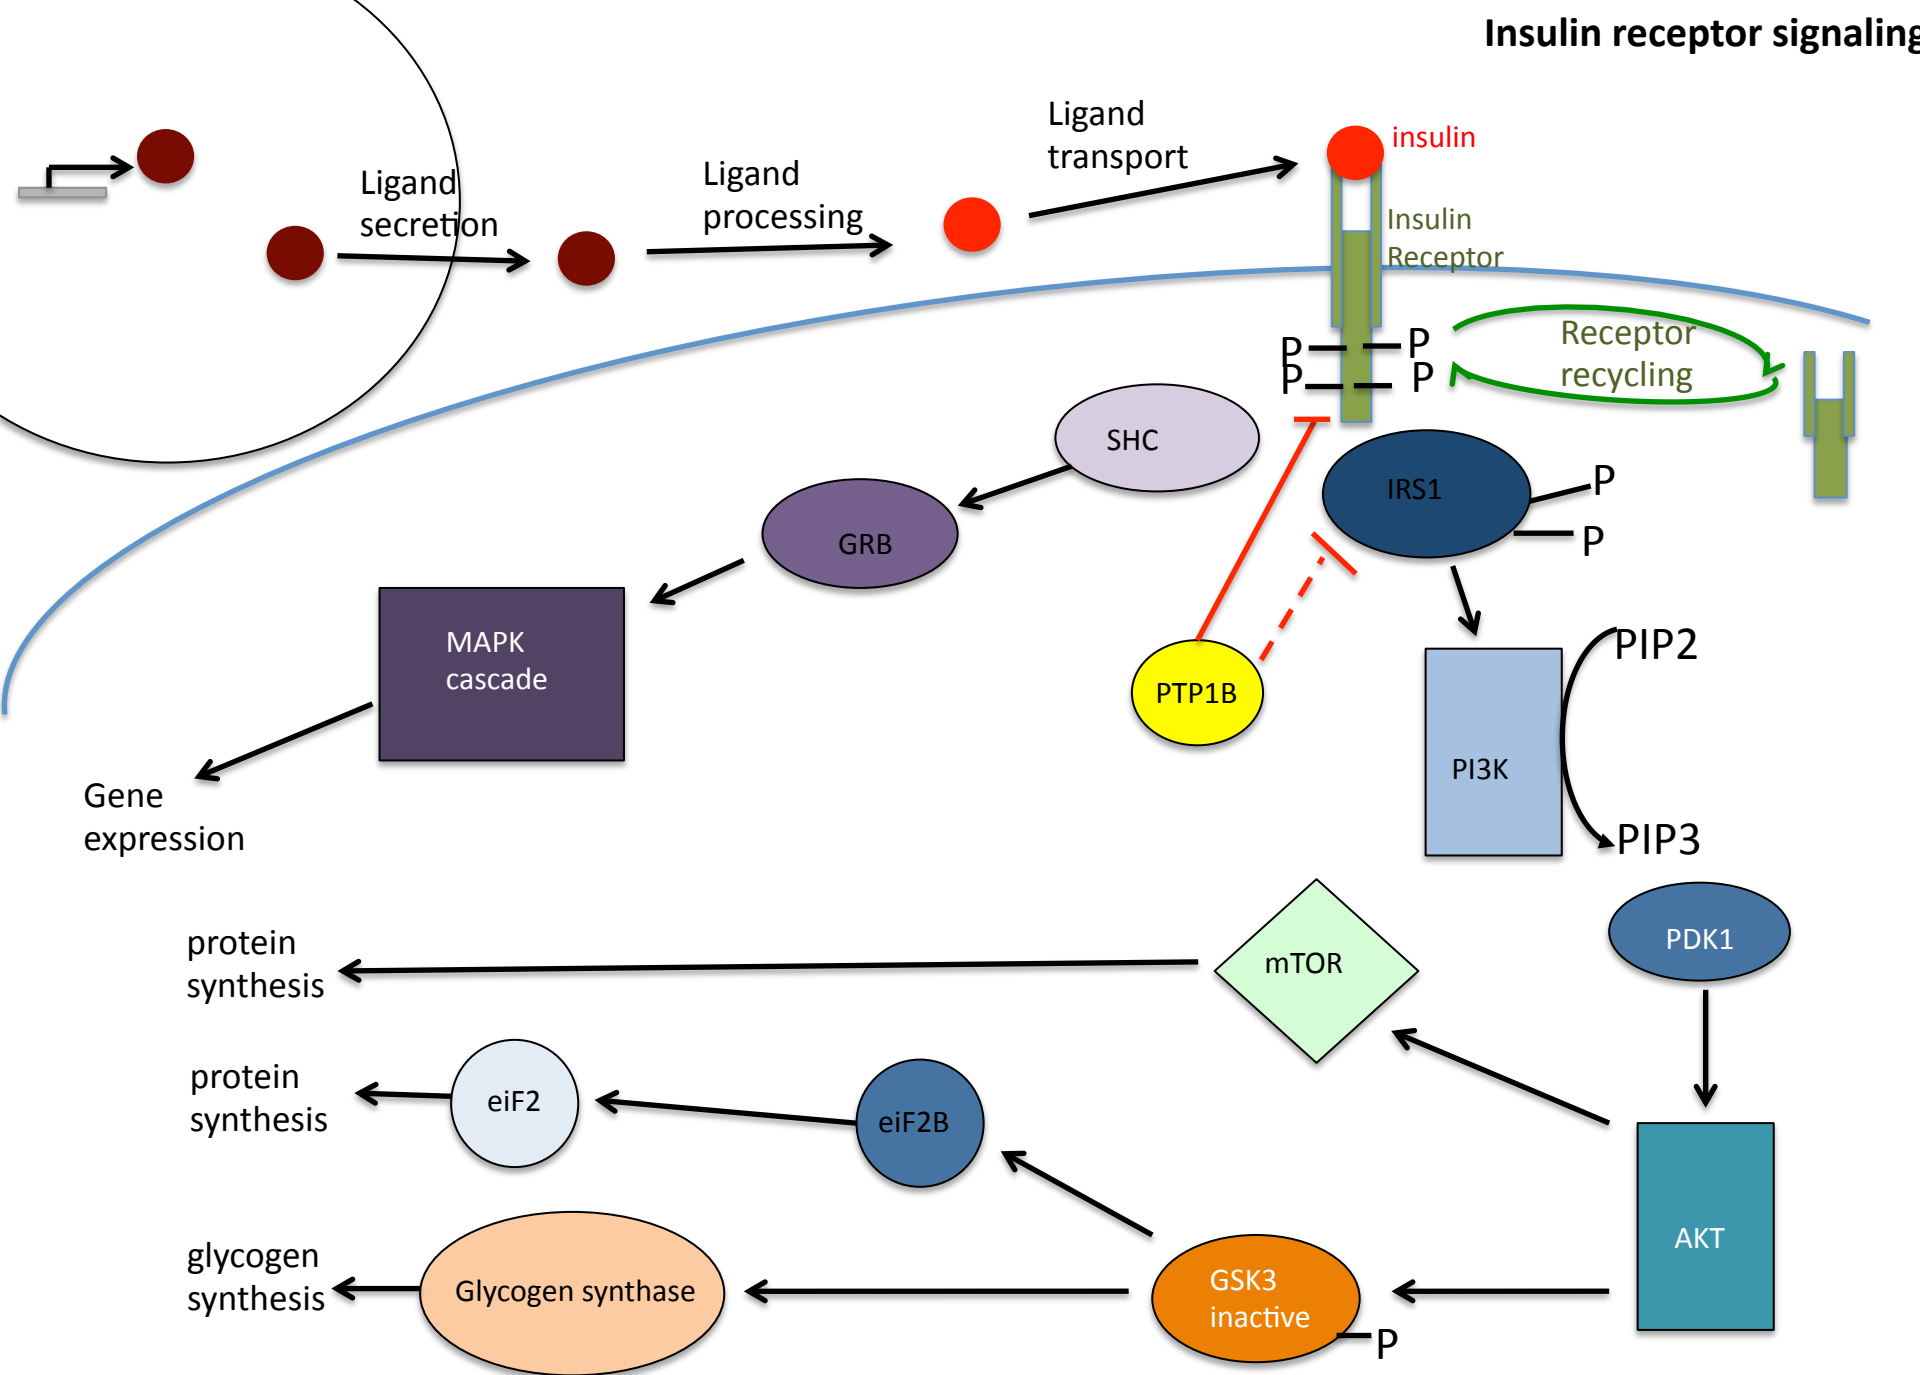 Insulin receptor signaling
Ligand
transport
insulin
Ligand
processing
Ligand
secretion
Insulin
Receptor
P
P
P
P
Receptor
recycling
SHC
IRS1
P
P
GRB
MAPK
cascade
PTP1B
PIP2
PI3K
PIP3
Gene
expression
PDK1
mTOR
protein
synthesis
protein
synthesis
eiF2
eiF2B
AKT
glycogen
synthesis
Glycogen synthase
GSK3
inactive
P